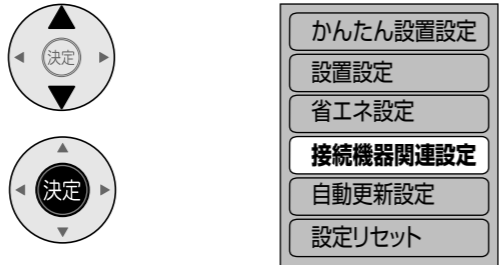 決定
決定
かんたん設置設定
設置設定
省エネ設定
接続機器関連設定
自動更新設定
設定リセット